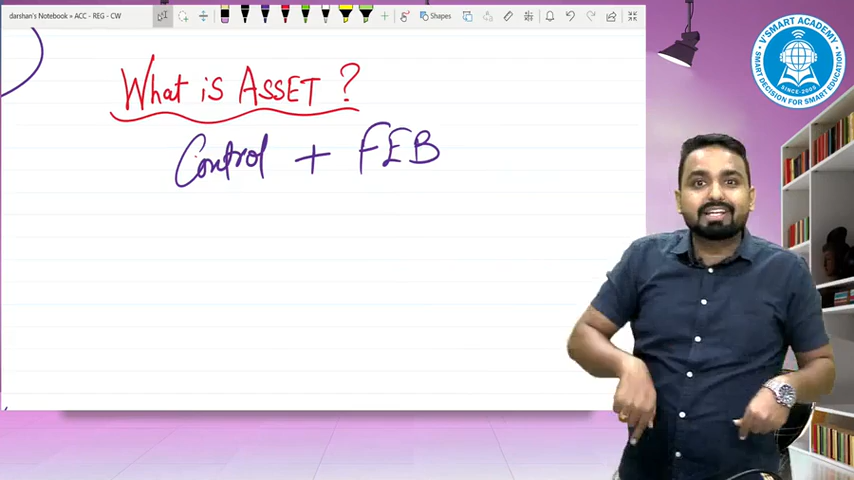 darshan's Notebook » ACC - REG - CW
Shapes
What is ASSET ?
Control + FEB
V'SMART ACADEMY
SMART DECISION FOR SMART EDUCATION
SINCE-2005